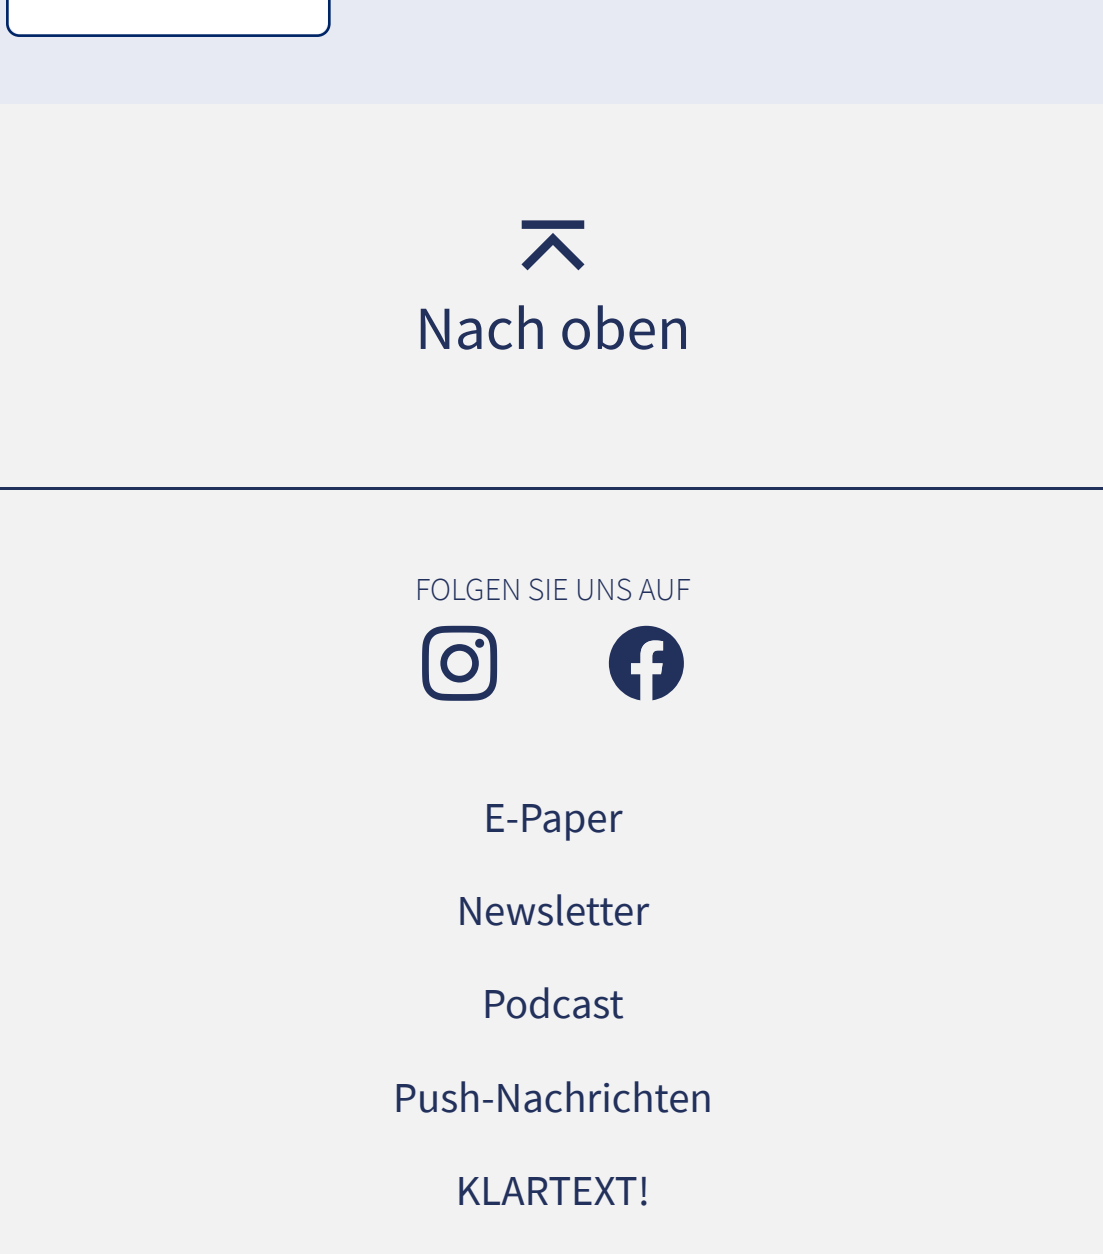 Nach oben
FOLGEN SIE UNS AUF
E-Paper
Newsletter
Podcast
Push-Nachrichten
KLARTEXT!